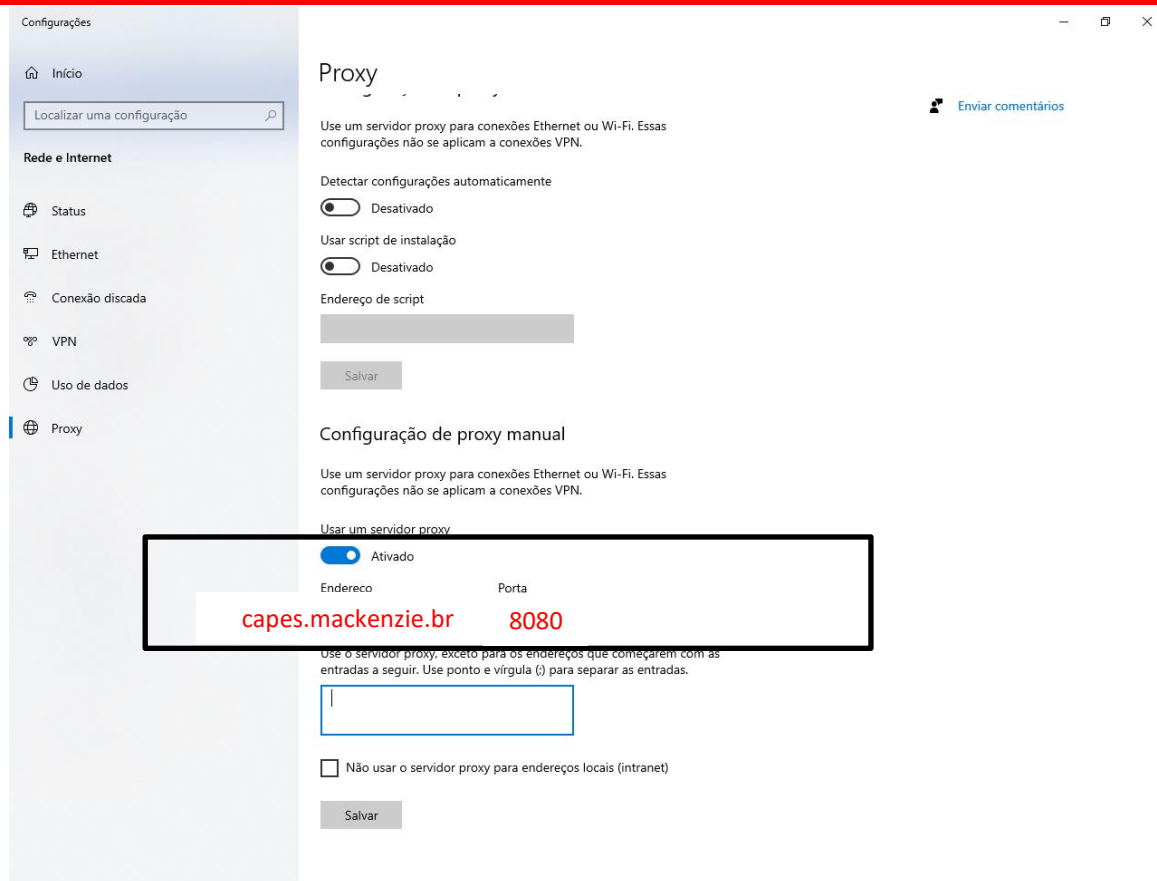 Configurações
Início
Localizar uma configuração
Rede e Internet
Status
Ethernet
Conexão discada
VPN
Uso de dados
Proxy
Proxy
Enviar comentários
Use um servidor proxy para conexões Ethernet ou Wi-Fi. Essas
configurações não se aplicam a conexões VPN.
Detectar configurações automaticamente
Desativado
Usar script de instalação
Desativado
Endereço de script
Salvar
Configuração de proxy manual
Use um servidor proxy para conexões Ethernet ou Wi-Fi. Essas
configurações não se aplicam a conexões VPN.
Usar um servidor proxy
Ativado
Endereço Porta
capes.mackenzie.br 8080
Use o servidor proxy, exceto para os endereços que começarem com as
entradas a seguir. Use ponto e vírgula (;) para separar as entradas.
Não usar o servidor proxy para endereços locais (intranet)
Salvar